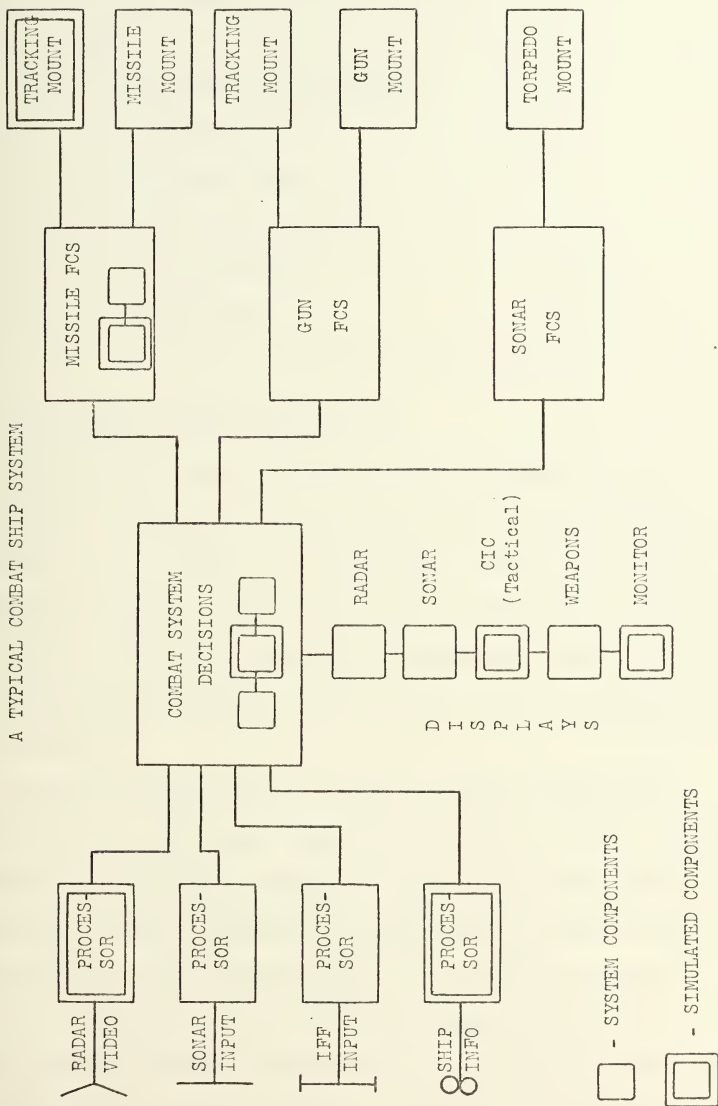 A TYPICAL COMBAT SHIP SYSTEM
RADAR
VIDEO
PROCES-
SOR
SONAR
INPUT
PROCES-
SOR
IFF
INPUT
PROCES-
SOR
SHIP
INFO
PROCES-
SOR
COMBAT SYSTEM
DECISIONS
MISSILE FCS
GUN
FCS
SONAR
FCS
TRACKING
MOUNT
MISSILE
MOUNT
TRACKING
MOUNT
GUN
MOUNT
TORPEDO
MOUNT
DISPLAYS
RADAR
SONAR
CIC
(Tactical)
WEAPONS
MONITOR
- SYSTEM COMPONENTS
- SIMULATED COMPONENTS